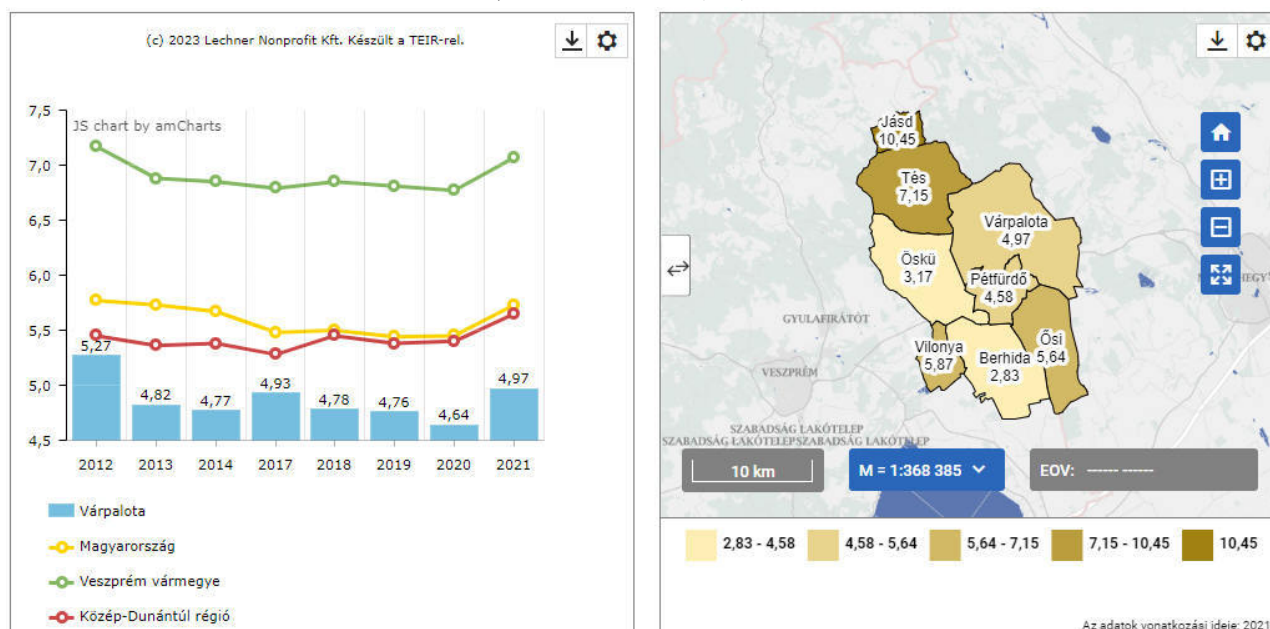 (c) 2023 Lechner Nonprofit Kft. Készült a TEIR-rel.
JS chart by amCharts
7,5
7,0
6,5
6,0
5,5
5,0
4,5
5,27
4,82
4,77
4,93
4,78
4,76
4,64
4,97
2012
2013
2014
2017
2018
2019
2020
2021
Várpalota
Magyarország
Veszprém vármegye
Közép-Dunántúl régió
Jásd
10,45
Tés
7,15
Várpalota
4,97
Öskü
3,17
Pétfürdő
4,58
Ősi
5,64
Vilonya
5,87
Berhida
2,83
GYULAFIRÁTÓT
VESZPRÉM
SZABADSÁG LAKÓTELEP
SZABADSÁG LAKÓTELEP SZABADSÁG LAKÓTELEP
10 km
M = 1:368 385
EOV: ------ ------
2,83 - 4,58
4,58 - 5,64
5,64 - 7,15
7,15 - 10,45
10,45
Az adatok vonatkozási ideje: 2021